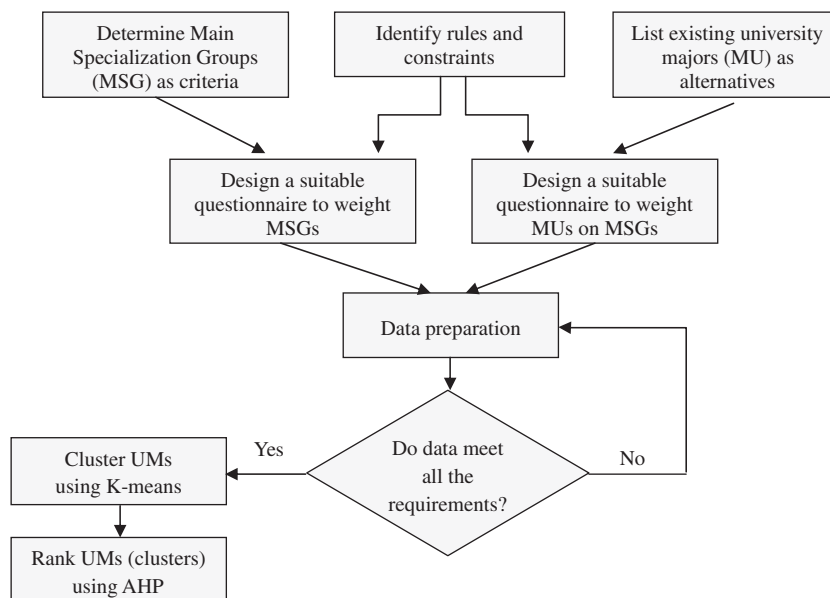 Determine Main
Specialization Groups
(MSG) as criteria
Identify rules and
constraints
List existing university
majors (MU) as
alternatives
Design a suitable
questionnaire to weight
MSGs
Design a suitable
questionnaire to weight
MUs on MSGs
Data preparation
Do data meet
all the
requirements?
Yes
No
Cluster UMs
using K-means
Rank UMs (clusters)
using AHP